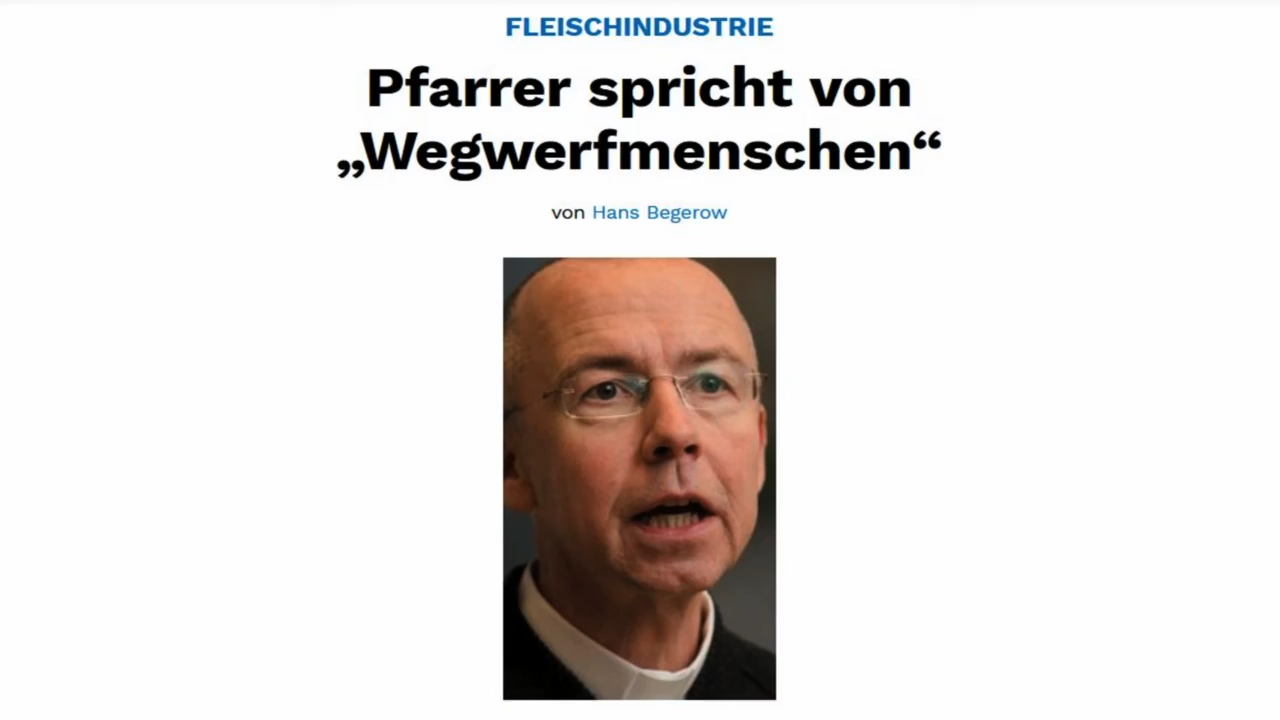 FLEISCHINDUSTRIE
Pfarrer spricht von
„Wegwerfmenschen“
von Hans Begerow